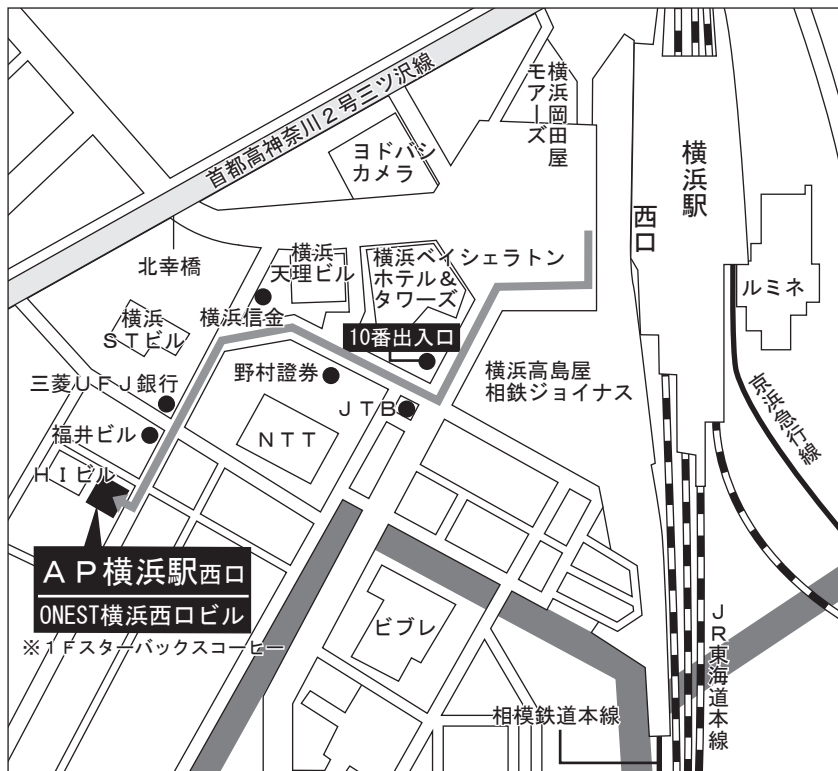 首都高神奈川２号三ツ沢線
横浜岡田屋
モアーズ
ヨドバシ
カメラ
横浜駅
西口
ルミネ
北幸橋
横浜
天理ビル
横浜ベイシェラトン
ホテル＆
タワーズ
横浜信金
横浜
ＳＴビル
10番出入口
三菱ＵＦＪ銀行
野村證券
横浜高島屋
相鉄ジョイナス
京浜急行線
ＪＴＢ
福井ビル
ＮＴＴ
ＨＩビル
ＡＰ横浜駅西口
ONEST横浜西口ビル
※１Ｆスターバックスコーヒー
ビブレ
ＪＲ東海道本線
相模鉄道本線